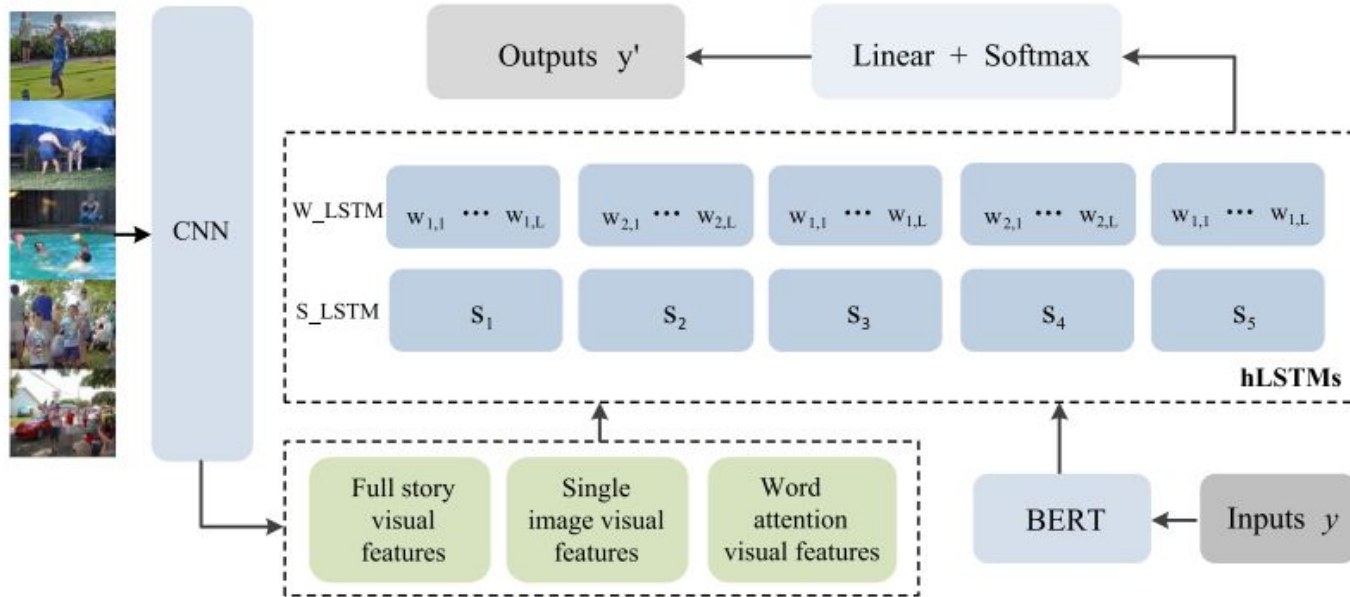 Outputs y'
Linear + Softmax
CNN
W_LSTM
w1,1 ··· w1,L
w2,1 ··· w2,L
w1,1 ··· w1,L
w2,1 ··· w2,L
w1,1 ··· w1,L
S_LSTM
S1
S2
S3
S4
S5
hLSTMs
Full story
visual
features
Single
image visual
features
Word
attention
visual features
BERT
Inputs y